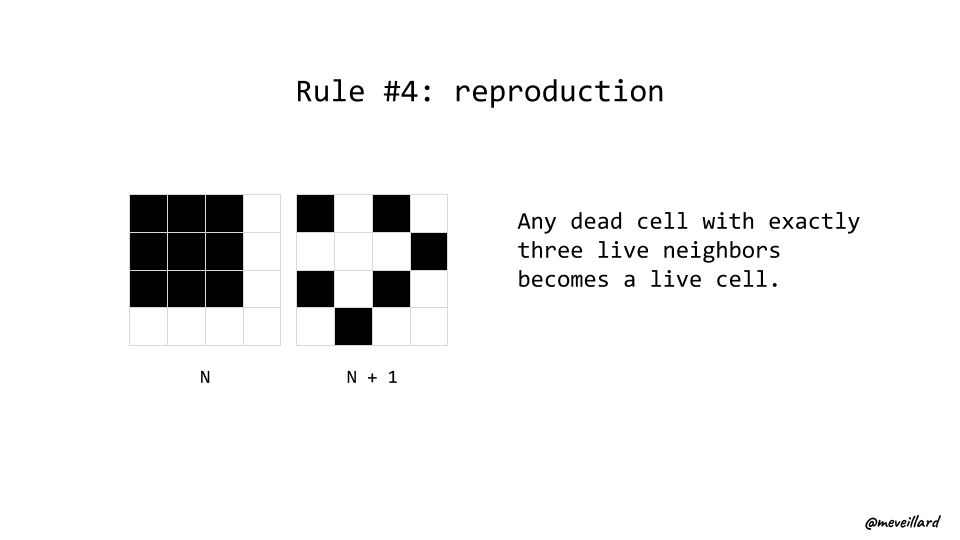 Rule #4: reproduction
Any dead cell with exactly
three live neighbors
becomes a live cell.
N
N + 1
@meveillard